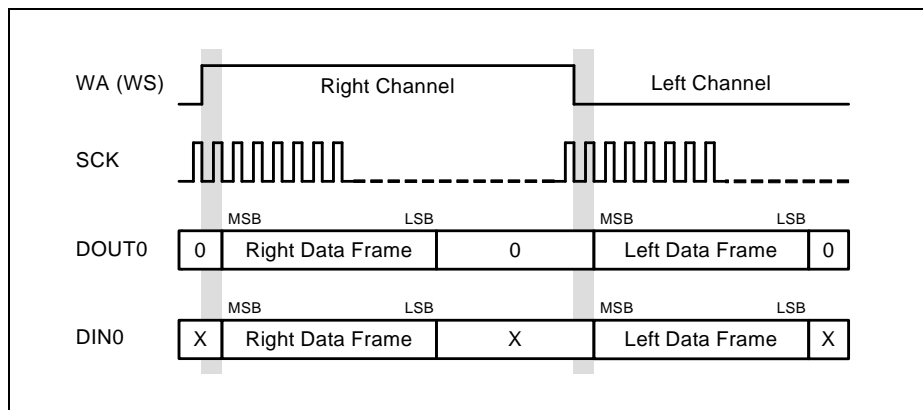 WA (WS) Right Channel Left Channel
SCK
MSB LSB MSB LSB
DOUT0 0 Right Data Frame 0 Left Data Frame 0
MSB LSB MSB LSB
DIN0 X Right Data Frame X Left Data Frame X